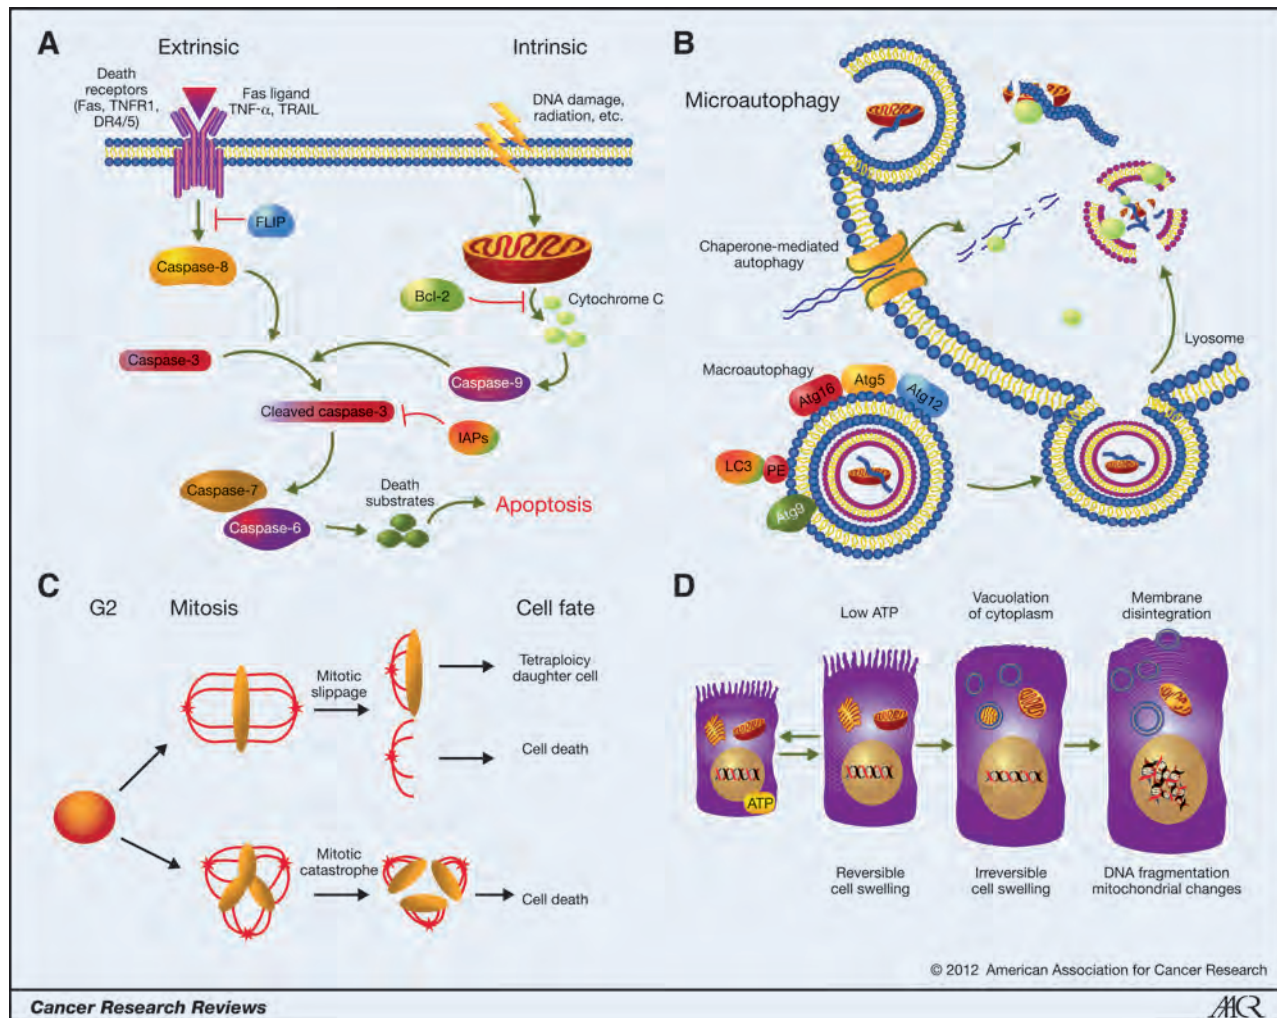 A
Extrinsic
Intrinsic
Death
receptors
(Fas, TNFR1,
DR4/5)
Fas ligand
TNF-α, TRAIL
DNA damage,
radiation, etc.
FLIP
Caspase-8
Bcl-2
Cytochrome C
Caspase-3
Caspase-9
Cleaved caspase-3
IAPs
Caspase-7
Caspase-6
Death
substrates
Apoptosis
B
Microautophagy
Chaperone-mediated
autophagy
Lyosome
Macroautophagy
Atg16
Atg5
Atg12
LC3
PE
Atg9
C
G2
Mitosis
Cell fate
Mitotic
slippage
Tetraploicy
daughter cell
Cell death
Mitotic
catastrophe
Cell death
D
Low ATP
Vacuolation
of cytoplasm
Membrane
disintegration
ATP
Reversible
cell swelling
Irreversible
cell swelling
DNA fragmentation
mitochondrial changes
© 2012 American Association for Cancer Research
Cancer Research Reviews
AACR